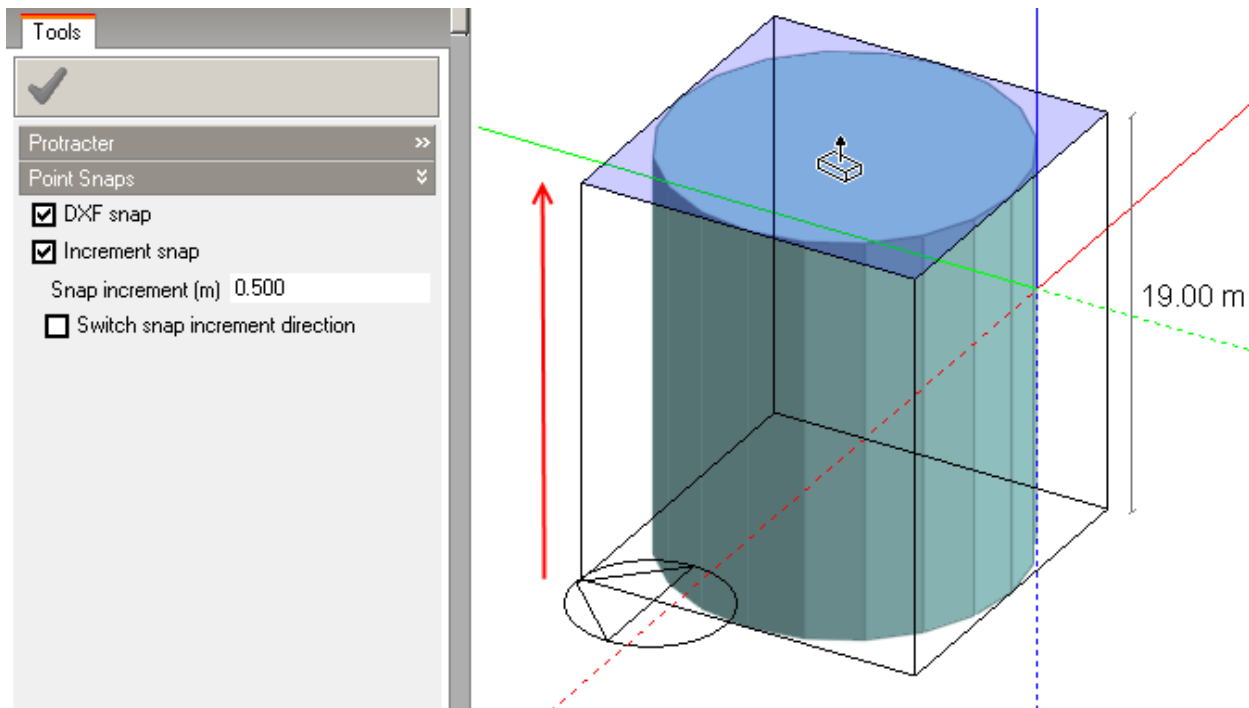 Tools
Protracter
Point Snaps
DXF snap
Increment snap
Snap increment (m) 0.500
Switch snap increment direction
19.00 m